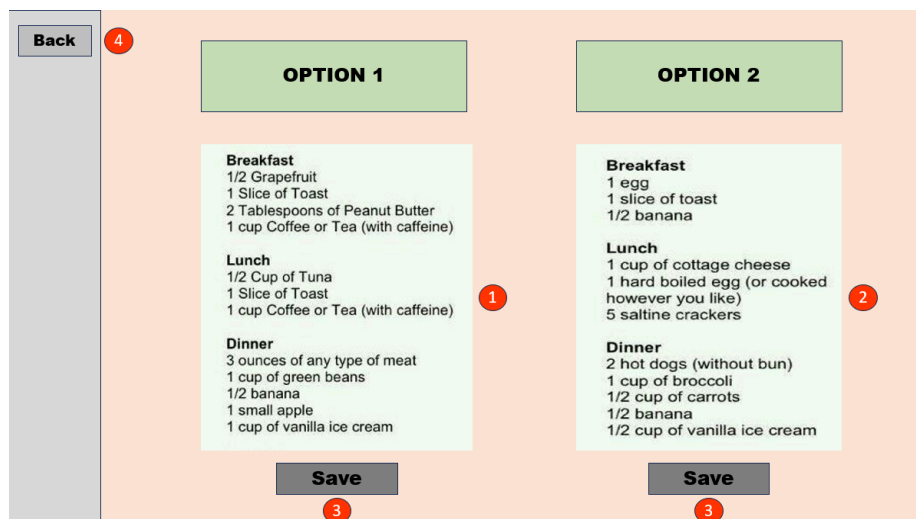 Back
4
OPTION 1
Breakfast
1/2 Grapefruit
1 Slice of Toast
2 Tablespoons of Peanut Butter
1 cup Coffee or Tea (with caffeine)
Lunch
1/2 Cup of Tuna
1 Slice of Toast
1 cup Coffee or Tea (with caffeine)
Dinner
3 ounces of any type of meat
1 cup of green beans
1/2 banana
1 small apple
1 cup of vanilla ice cream
1
Save
3
OPTION 2
Breakfast
1 egg
1 slice of toast
1/2 banana
Lunch
1 cup of cottage cheese
1 hard boiled egg (or cooked
however you like)
5 saltine crackers
Dinner
2 hot dogs (without bun)
1 cup of broccoli
1/2 cup of carrots
1/2 banana
1/2 cup of vanilla ice cream
2
Save
3